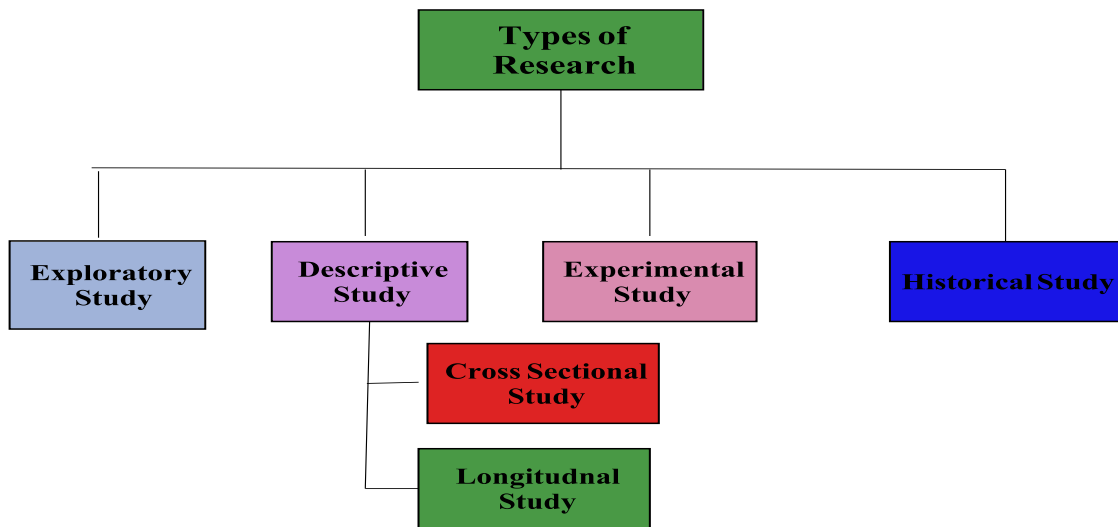 Types of
Research
Exploratory
Study
Descriptive
Study
Experimental
Study
Historical Study
Cross Sectional
Study
Longitudnal
Study